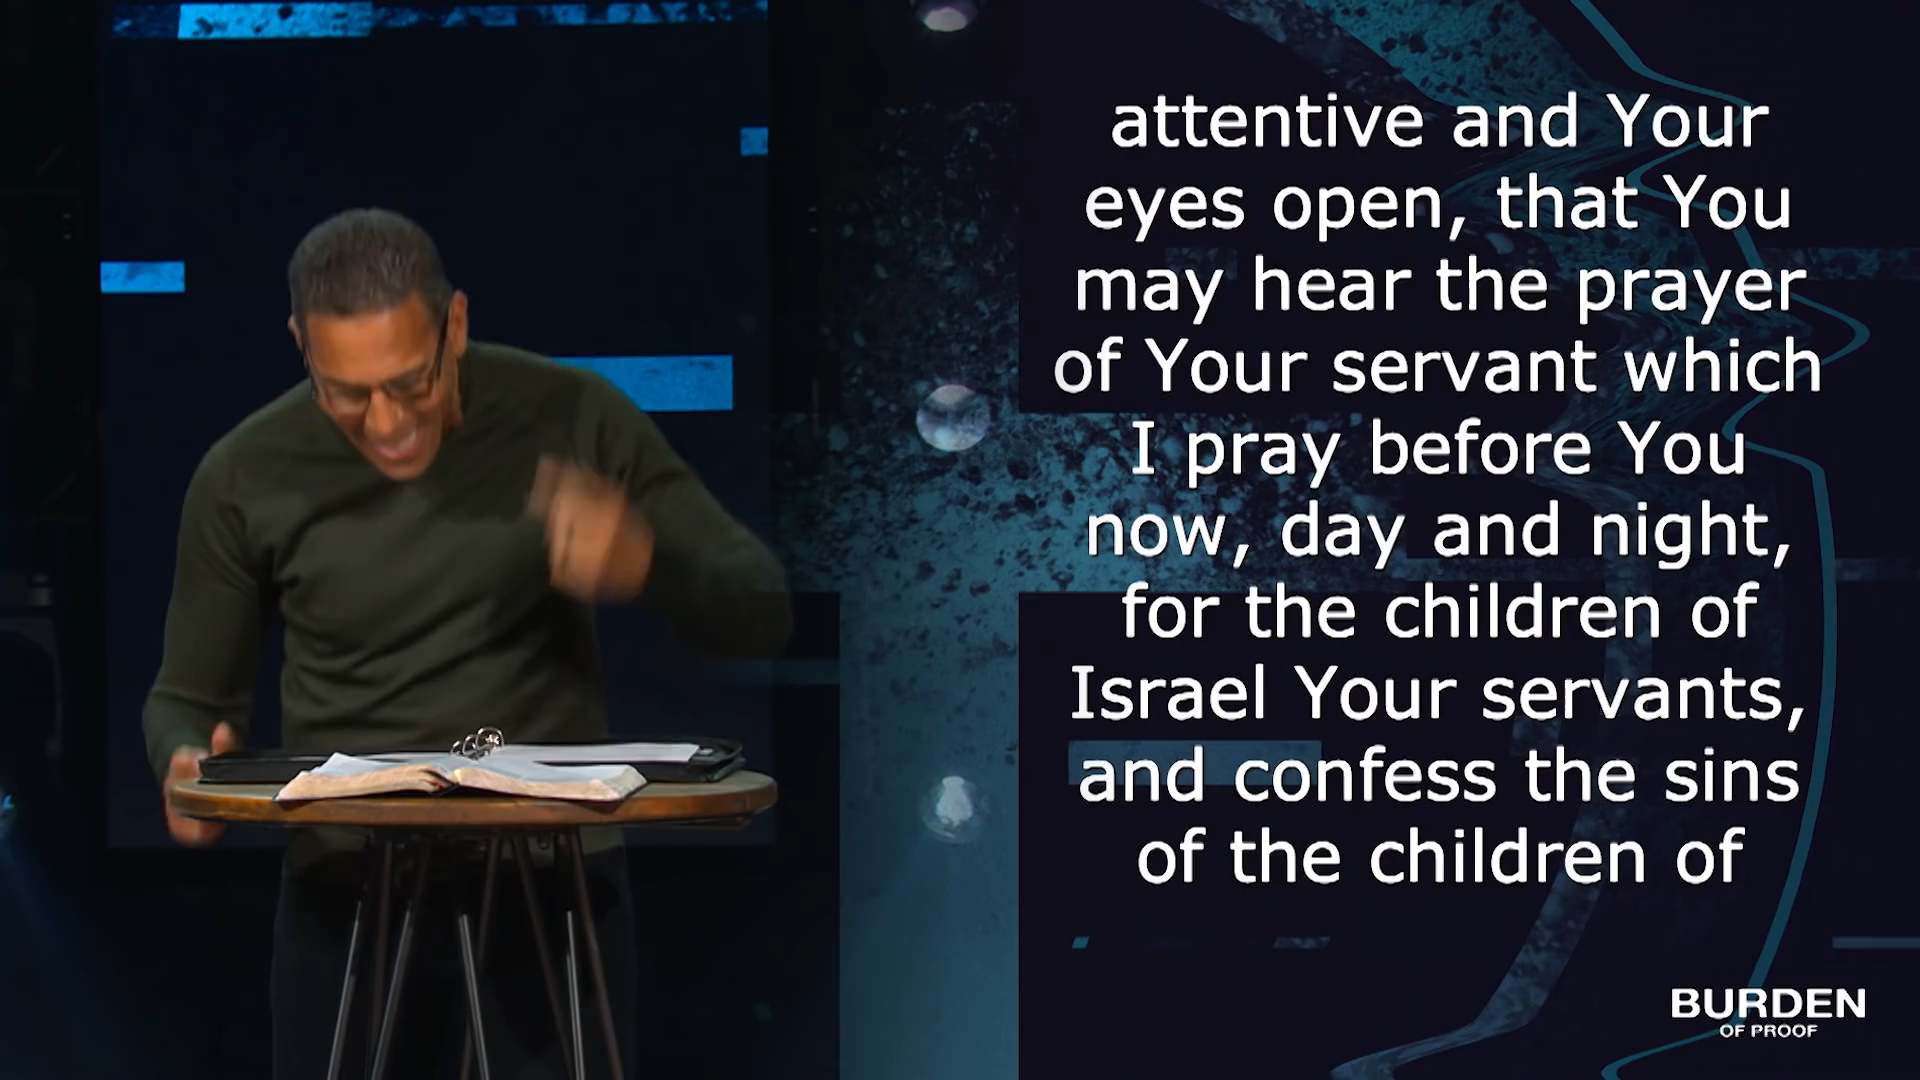 attentive and Your
eyes open, that You
may hear the prayer
of Your servant which
I pray before You
now, day and night,
for the children of
Israel Your servants,
and confess the sins
of the children of
BURDEN
OF PROOF